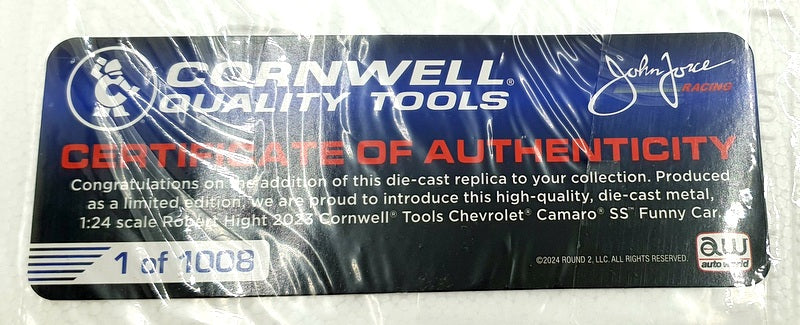 CORNWELL®
QUALITY TOOLS
John Force
RACING
CERTIFICATE OF AUTHENTICITY
Congratulations on the addition of this die-cast replica to your collection. Produced
as a limited edition, we are proud to introduce this high-quality, die-cast metal,
1:24 scale Robert Hight 2023 Cornwell® Tools Chevrolet® Camaro® SS™ Funny Car.
1 of 1008
©2024 ROUND 2, LLC. ALL RIGHTS RESERVED.
aw
auto world